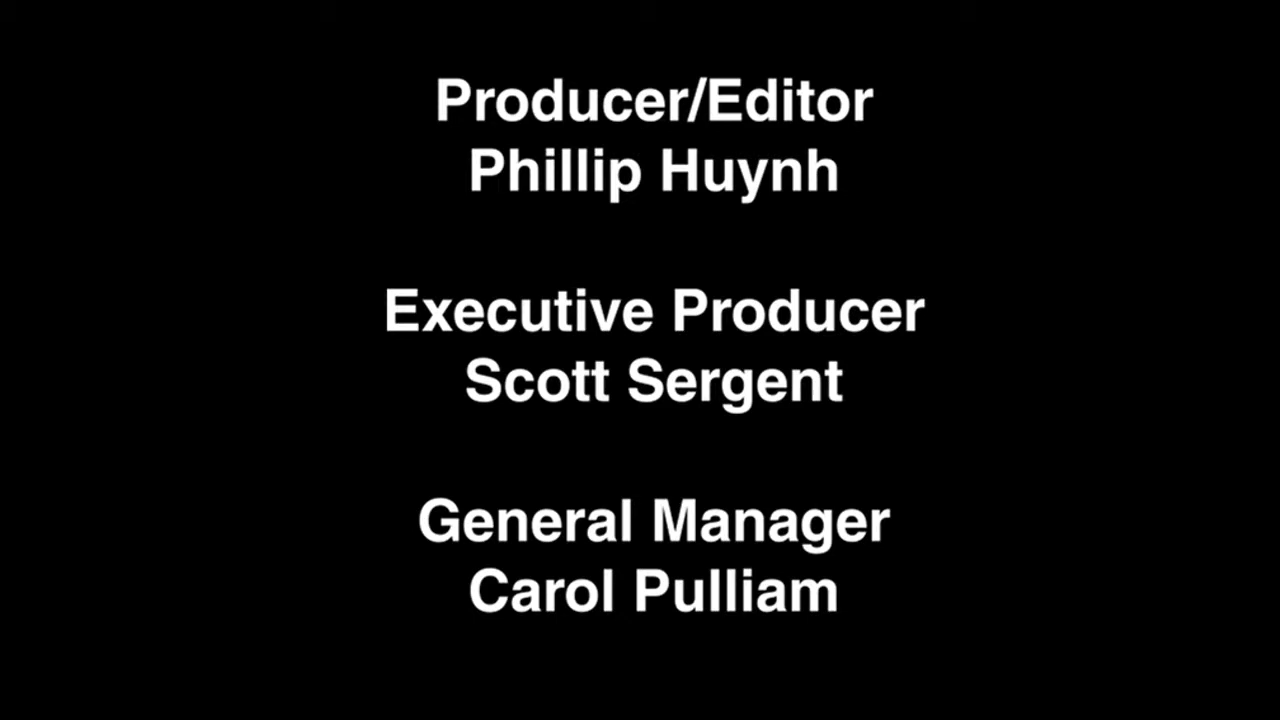 Producer/Editor
Phillip Huynh
Executive Producer
Scott Sergent
General Manager
Carol Pulliam